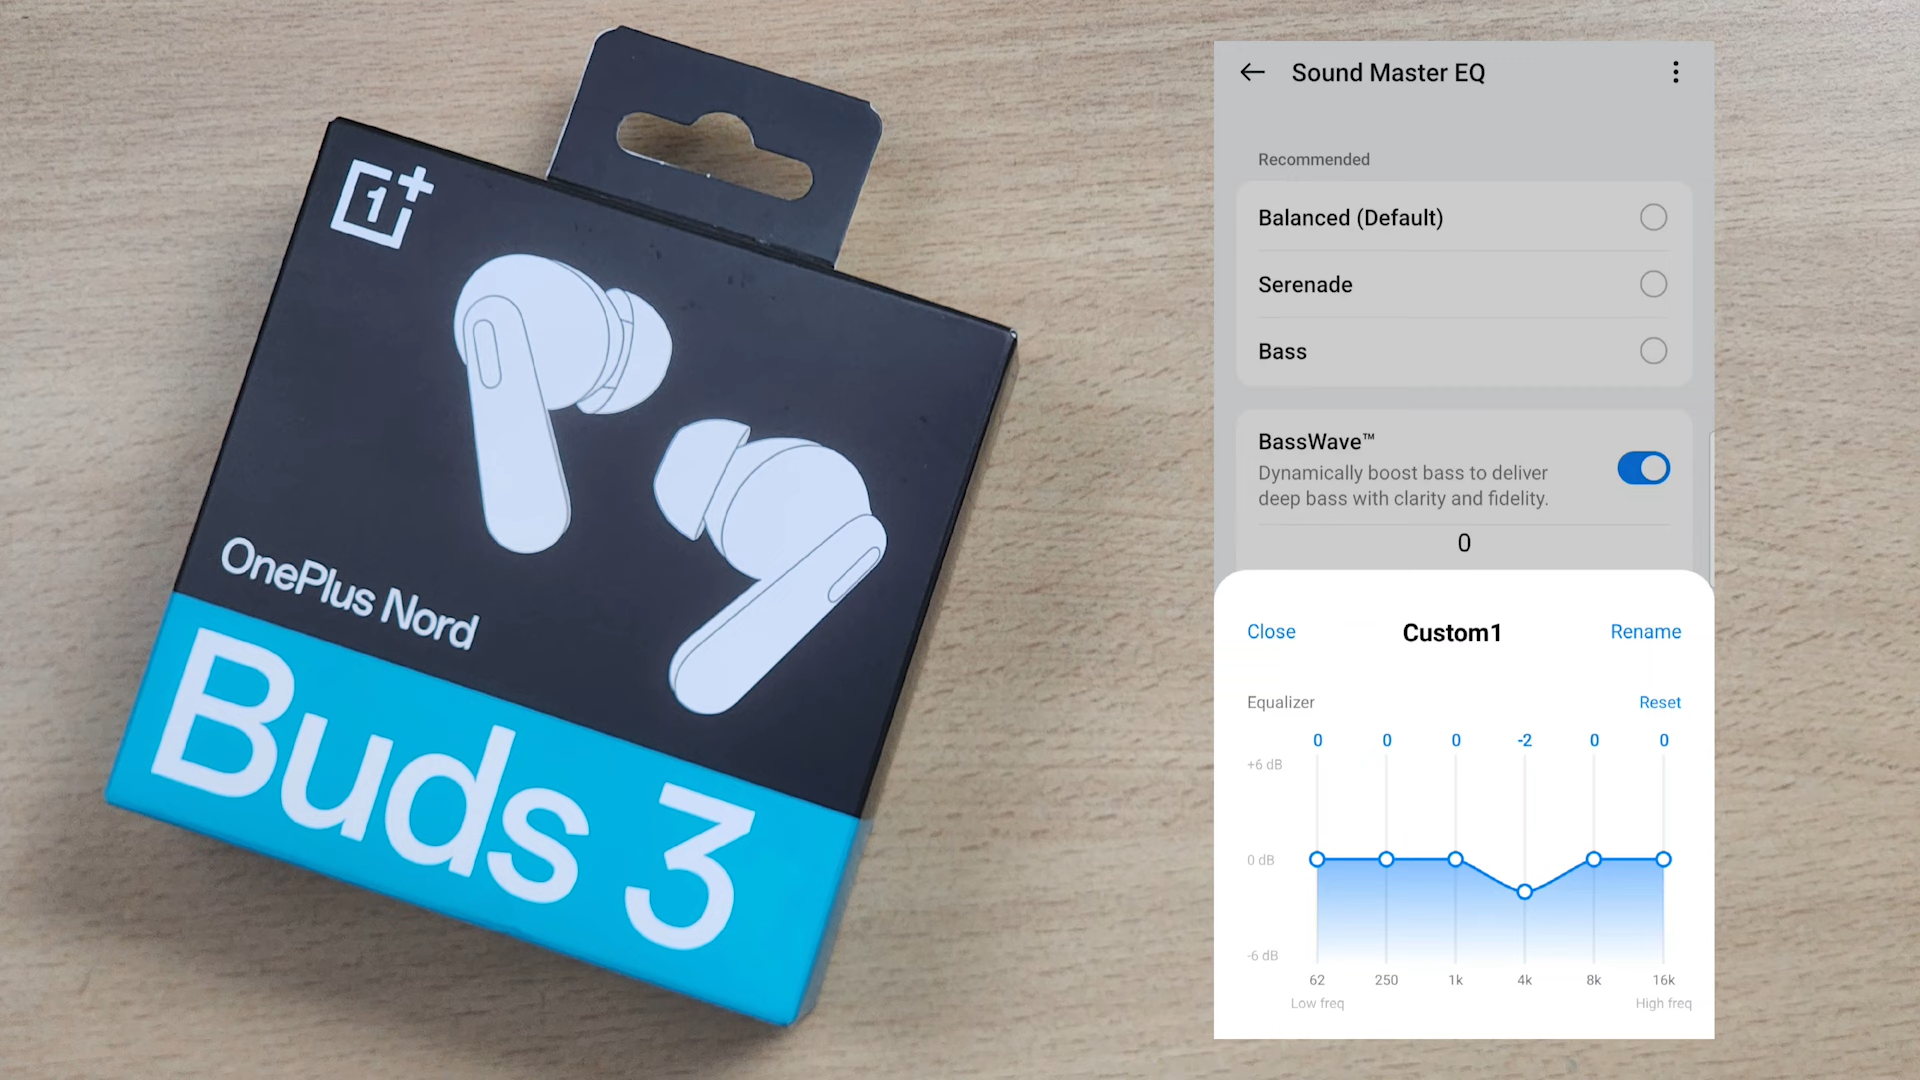 1+
OnePlus Nord
Buds 3
Sound Master EQ
Recommended
Balanced (Default)
Serenade
Bass
BassWave™
Dynamically boost bass to deliver
deep bass with clarity and fidelity.
0
Close Custom1 Rename
Equalizer Reset
0 0 0 -2 0 0
+6 dB
0 dB
-6 dB
62 250 1k 4k 8k 16k
Low freq High freq